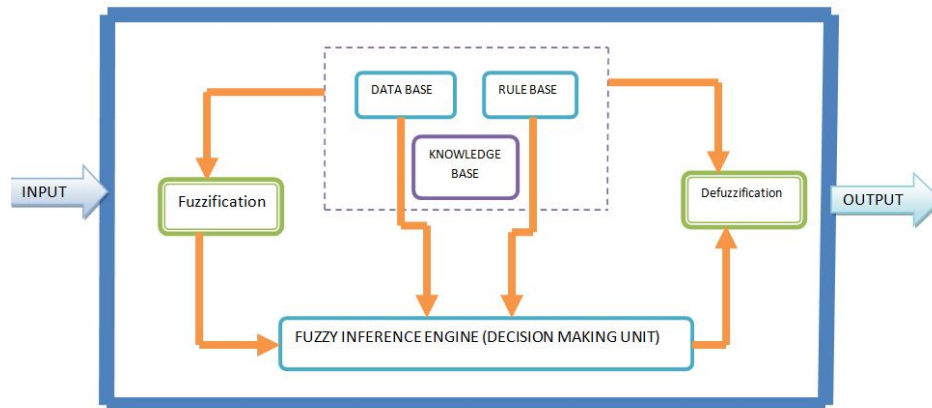 DATA BASE
RULE BASE
KNOWLEDGE
BASE
INPUT
Fuzzification
Defuzzification
OUTPUT
FUZZY INFERENCE ENGINE (DECISION MAKING UNIT)